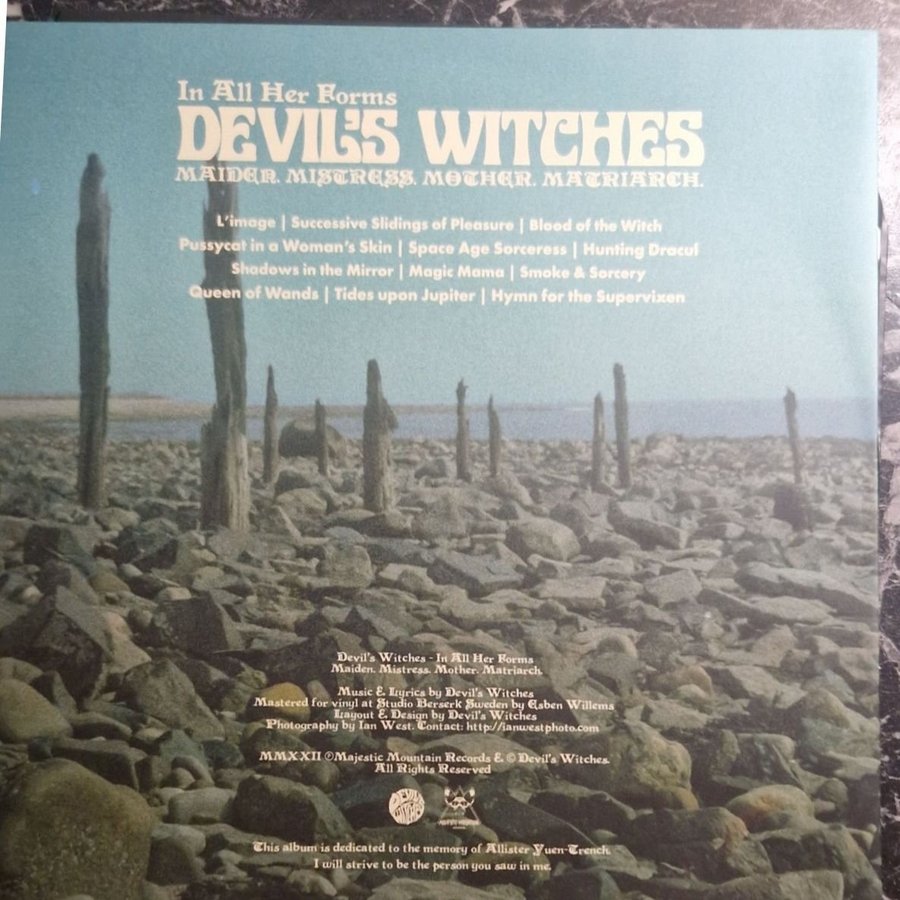 In All Her Forms
DEVIL'S WITCHES
MAIDEN. MISTRESS. MOTHER. MATRIARCH.
L'image | Successive Slidings of Pleasure | Blood of the Witch
Pussycat in a Woman's Skin | Space Age Sorceress | Hunting Dracul
Shadows in the Mirror | Magic Mama | Smoke & Sorcery
Queen of Wands | Tides upon Jupiter | Hymn for the Supervixen
Devil's Witches - In All Her Forms
Maiden. Mistress. Mother. Matriarch.
Music & Lyrics by Devil's Witches
Mastered for vinyl at Studio Berserk Sweden by Esben Willems
Layout & Design by Devil's Witches
Photography by Ian West. Contact: http://ianwestphoto.com
MMXXII ℗Majestic Mountain Records & © Devil's Witches.
All Rights Reserved
DEVIL'S WITCHES
This album is dedicated to the memory of Allister Yuen-Trench.
I will strive to be the person you saw in me.